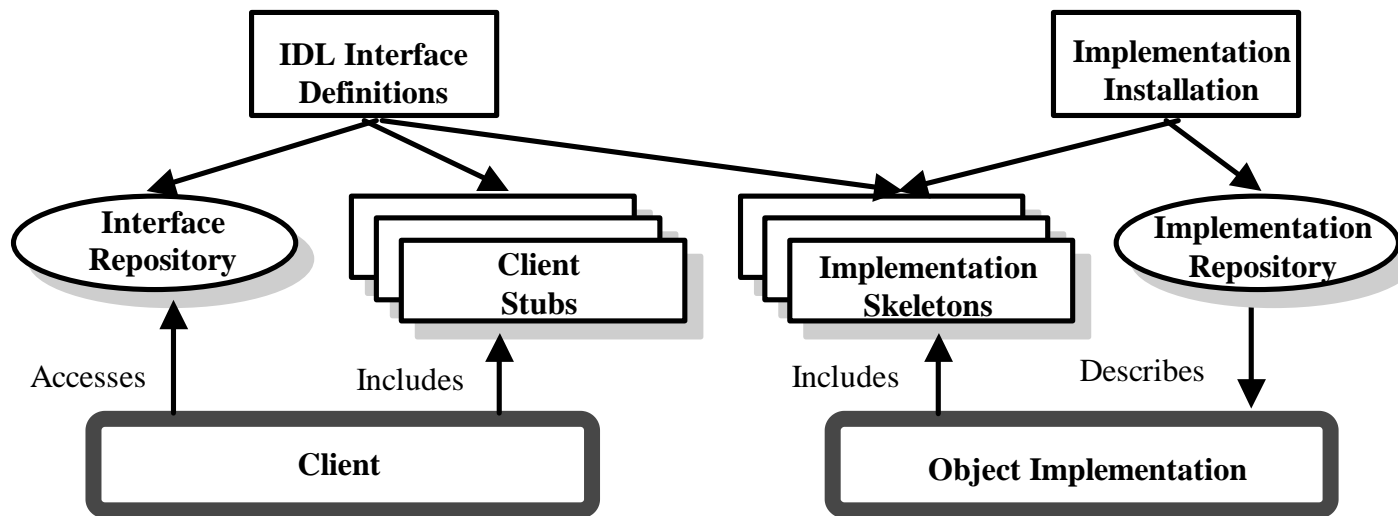 IDL Interface
Definitions
Implementation
Installation
Interface
Repository
Client
Stubs
Implementation
Skeletons
Implementation
Repository
Accesses
Includes
Includes
Describes
Client
Object Implementation